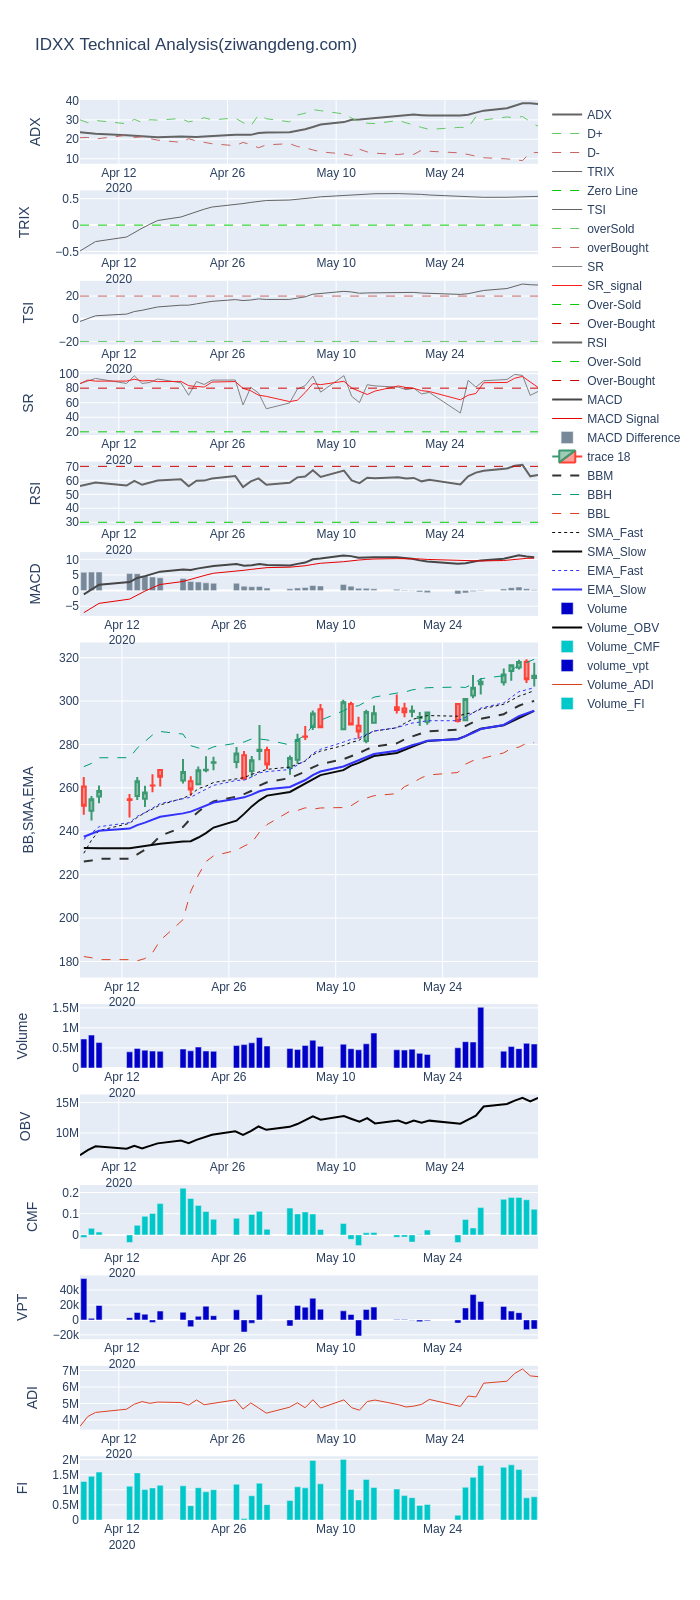 IDXX Technical Analysis(ziwangdeng.com)
ADX
40
30
20
10
Apr 12
2020
Apr 26
May 10
May 24
TRIX
0.5
0
−0.5
Apr 12
2020
Apr 26
May 10
May 24
TSI
20
0
−20
Apr 12
2020
Apr 26
May 10
May 24
SR
100
80
60
40
20
Apr 12
2020
Apr 26
May 10
May 24
RSI
70
60
50
40
30
Apr 12
2020
Apr 26
May 10
May 24
MACD
10
5
0
−5
Apr 12
2020
Apr 26
May 10
May 24
BB,SMA,EMA
320
300
280
260
240
220
200
180
Apr 12
2020
Apr 26
May 10
May 24
Volume
1.5M
1M
0.5M
0
Apr 12
2020
Apr 26
May 10
May 24
OBV
15M
10M
Apr 12
2020
Apr 26
May 10
May 24
CMF
0.2
0.1
0
Apr 12
2020
Apr 26
May 10
May 24
VPT
40k
20k
0
−20k
Apr 12
2020
Apr 26
May 10
May 24
ADI
7M
6M
5M
4M
Apr 12
2020
Apr 26
May 10
May 24
FI
2M
1.5M
1M
0.5M
0
Apr 12
2020
Apr 26
May 10
May 24
ADX
D+
D-
TRIX
Zero Line
TSI
overSold
overBought
SR
SR_signal
Over-Sold
Over-Bought
RSI
Over-Sold
Over-Bought
MACD
MACD Signal
MACD Difference
trace 18
BBM
BBH
BBL
SMA_Fast
SMA_Slow
EMA_Fast
EMA_Slow
Volume
Volume_OBV
Volume_CMF
volume_vpt
Volume_ADI
Volume_FI